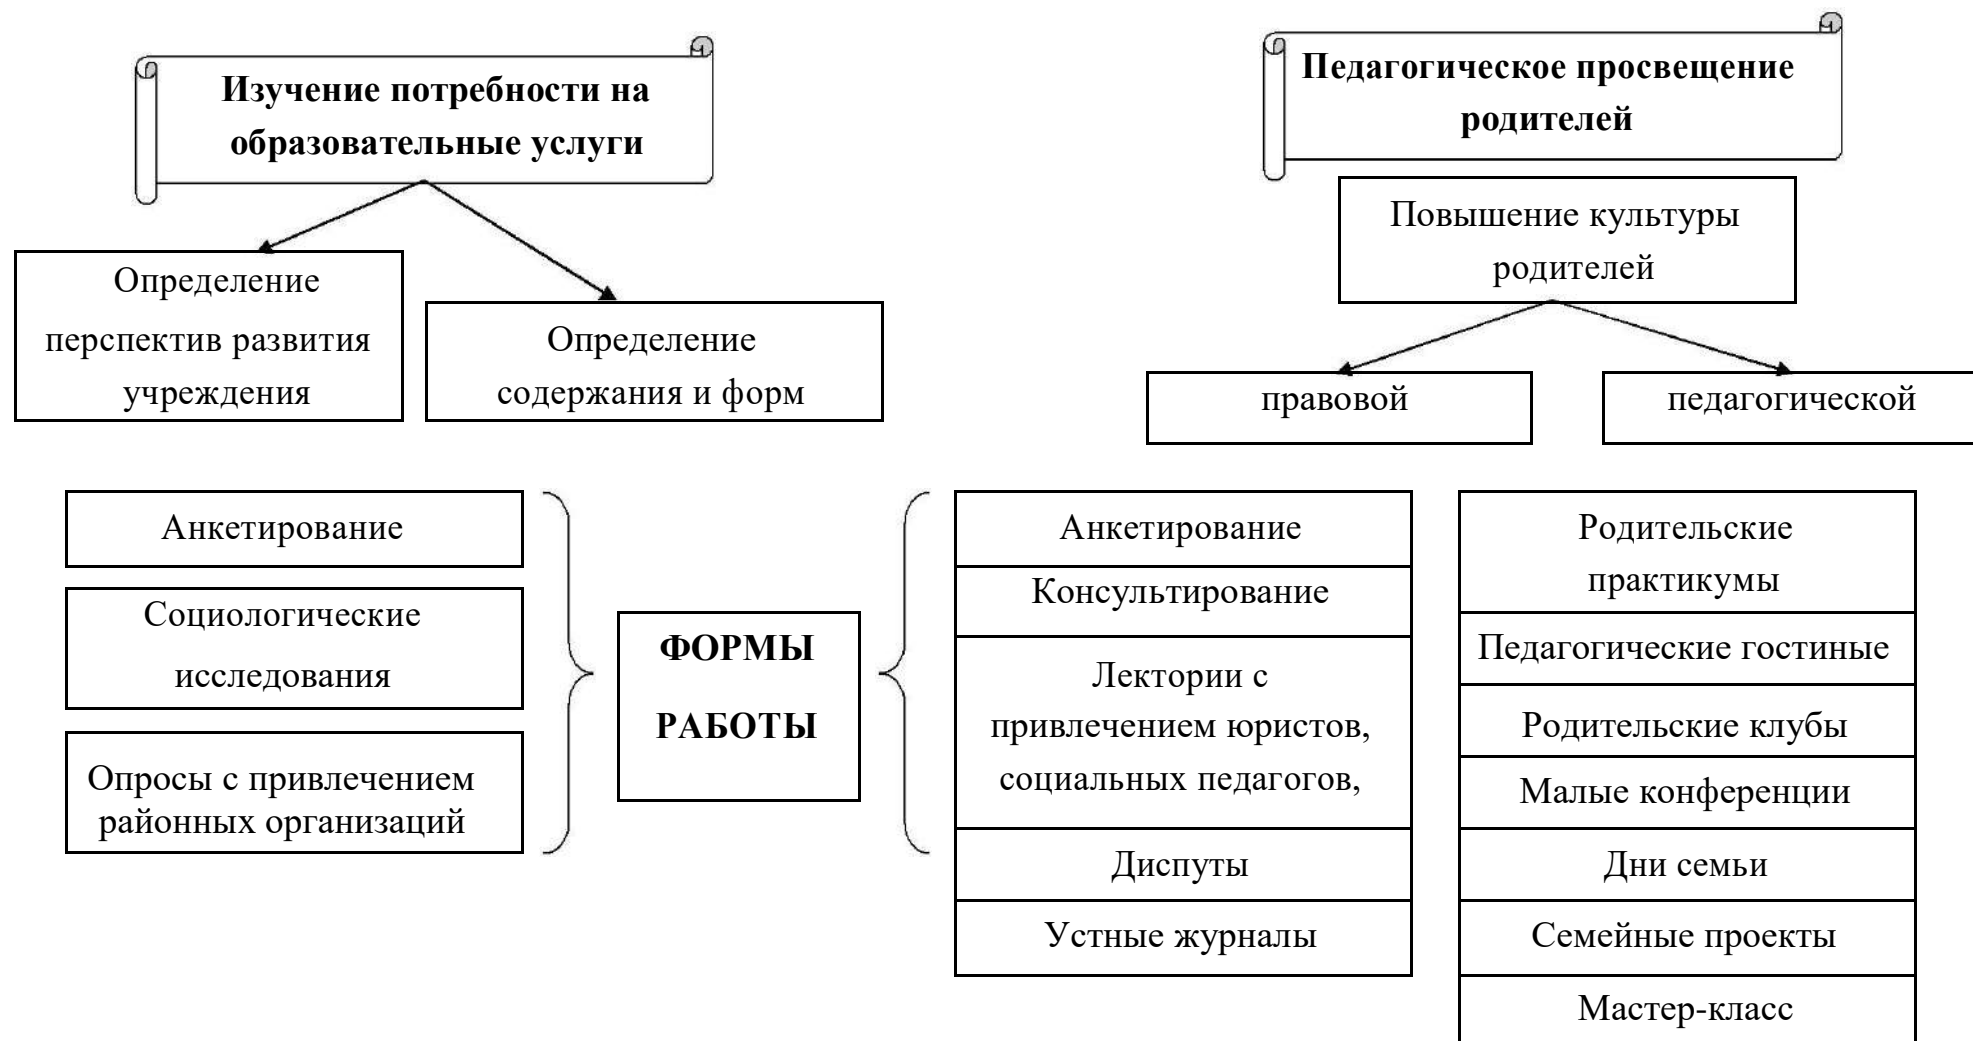 Изучение потребности на
образовательные услуги
Педагогическое просвещение
родителей
Повышение культуры
родителей
Определение
перспектив развития
учреждения
Определение
содержания и форм
правовой
педагогической
Анкетирование
Социологические
исследования
Опросы с привлечением
районных организаций
ФОРМЫ
РАБОТЫ
Анкетирование
Консультирование
Лектории с
привлечением юристов,
социальных педагогов,
Диспуты
Устные журналы
Родительские
практикумы
Педагогические гостиные
Родительские клубы
Малые конференции
Дни семьи
Семейные проекты
Мастер-класс